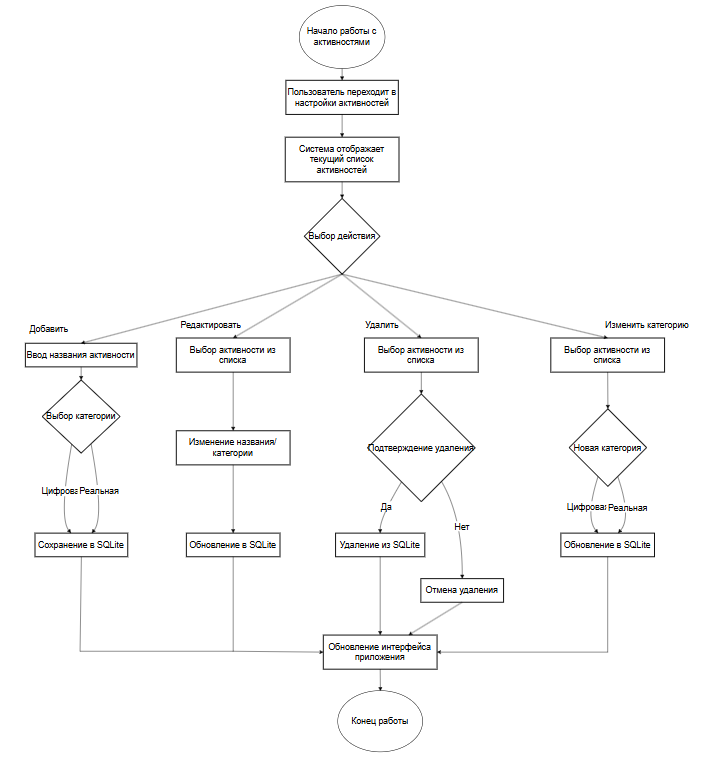 Начало работы с
активностями
Пользователь переходит в
настройки активностей
Система отображает
текущий список
активностей
Выбор действия
Добавить
Редактировать
Удалить
Изменить категорию
Ввод названия активности
Выбор активности из
списка
Выбор активности из
списка
Выбор активности из
списка
Выбор категории
Изменение названия/
категории
Подтверждение удаления
Новая категория
Цифровая
Реальная
Да
Нет
Цифровая
Реальная
Сохранение в SQLite
Обновление в SQLite
Удаление из SQLite
Обновление в SQLite
Отмена удаления
Обновление интерфейса
приложения
Конец работы